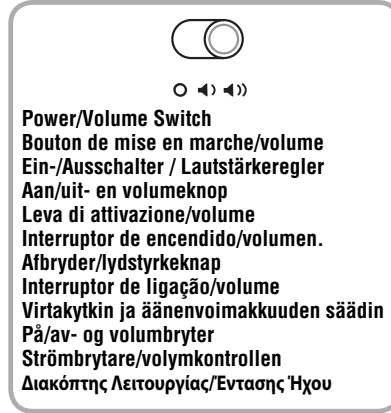 Power/Volume Switch
Bouton de mise en marche/volume
Ein-/Ausschalter / Lautstärkeregler
Aan/uit- en volumeknop
Leva di attivazione/volume
Interruptor de encendido/volumen.
Afbryder/lydstyrkeknap
Interruptor de ligação/volume
Virtakytkin ja äänenvoimakkuuden säädin
På/av- og volumbryter
Strömbrytare/volymkontrollen
Διακόπτης Λειτουργίας/Έντασης Ήχου